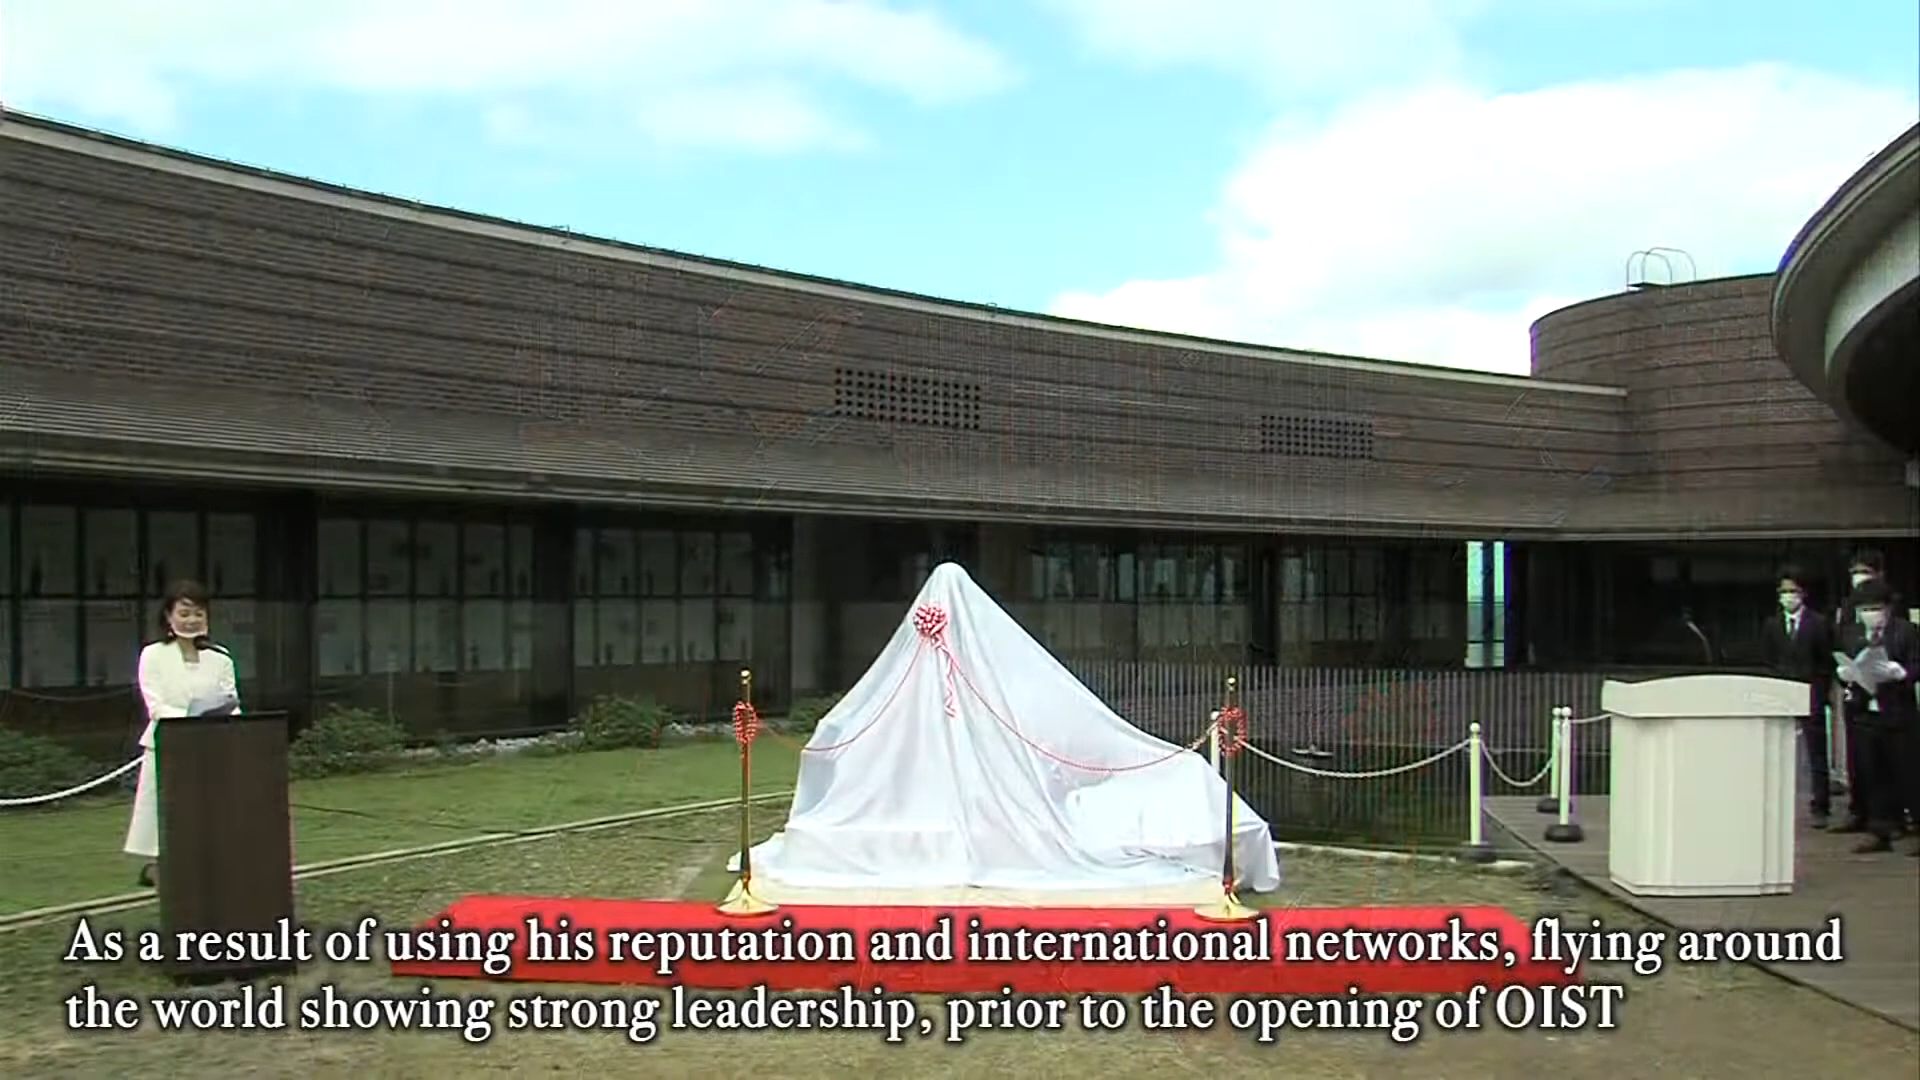 As a result of using his reputation and international networks, flying around
the world showing strong leadership, prior to the opening of OIST